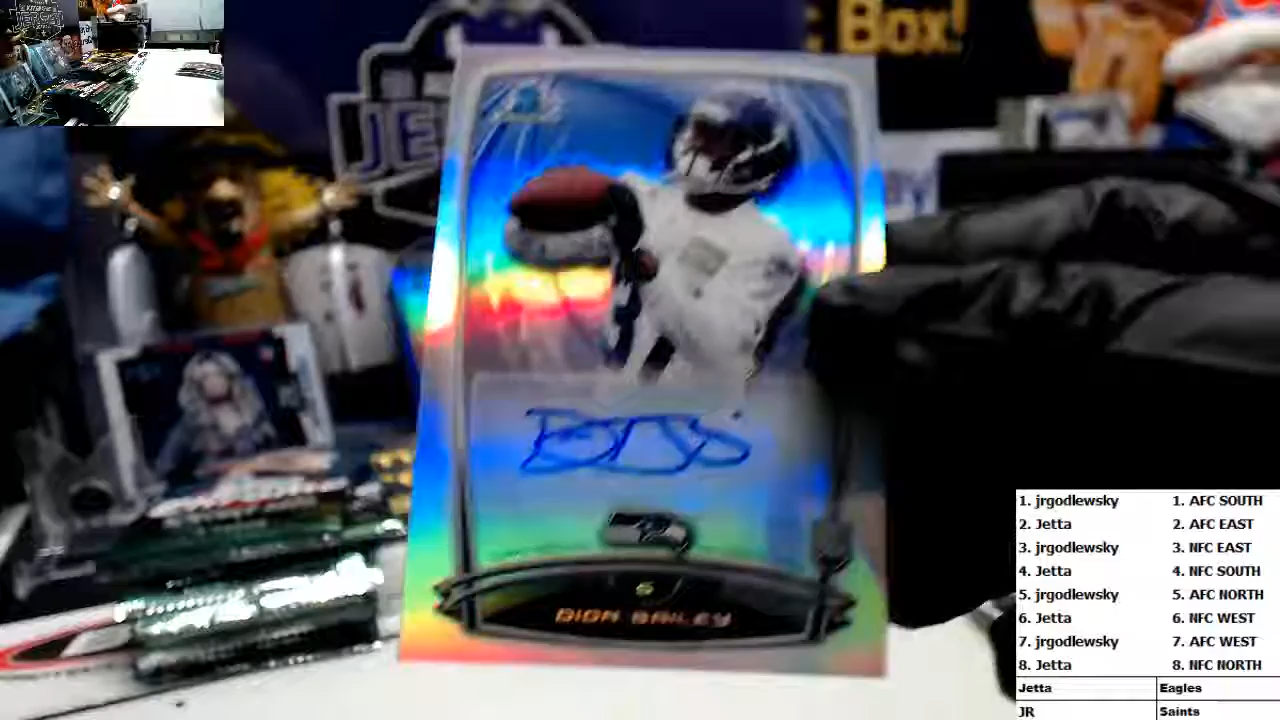 Box!
JE
DION BAILEY
S
1. jrgodlewsky 1. AFC SOUTH
2. Jetta 2. AFC EAST
3. jrgodlewsky 3. NFC EAST
4. Jetta 4. NFC SOUTH
5. jrgodlewsky 5. AFC NORTH
6. Jetta 6. NFC WEST
7. jrgodlewsky 7. AFC WEST
8. Jetta 8. NFC NORTH
Jetta Eagles
JR Saints